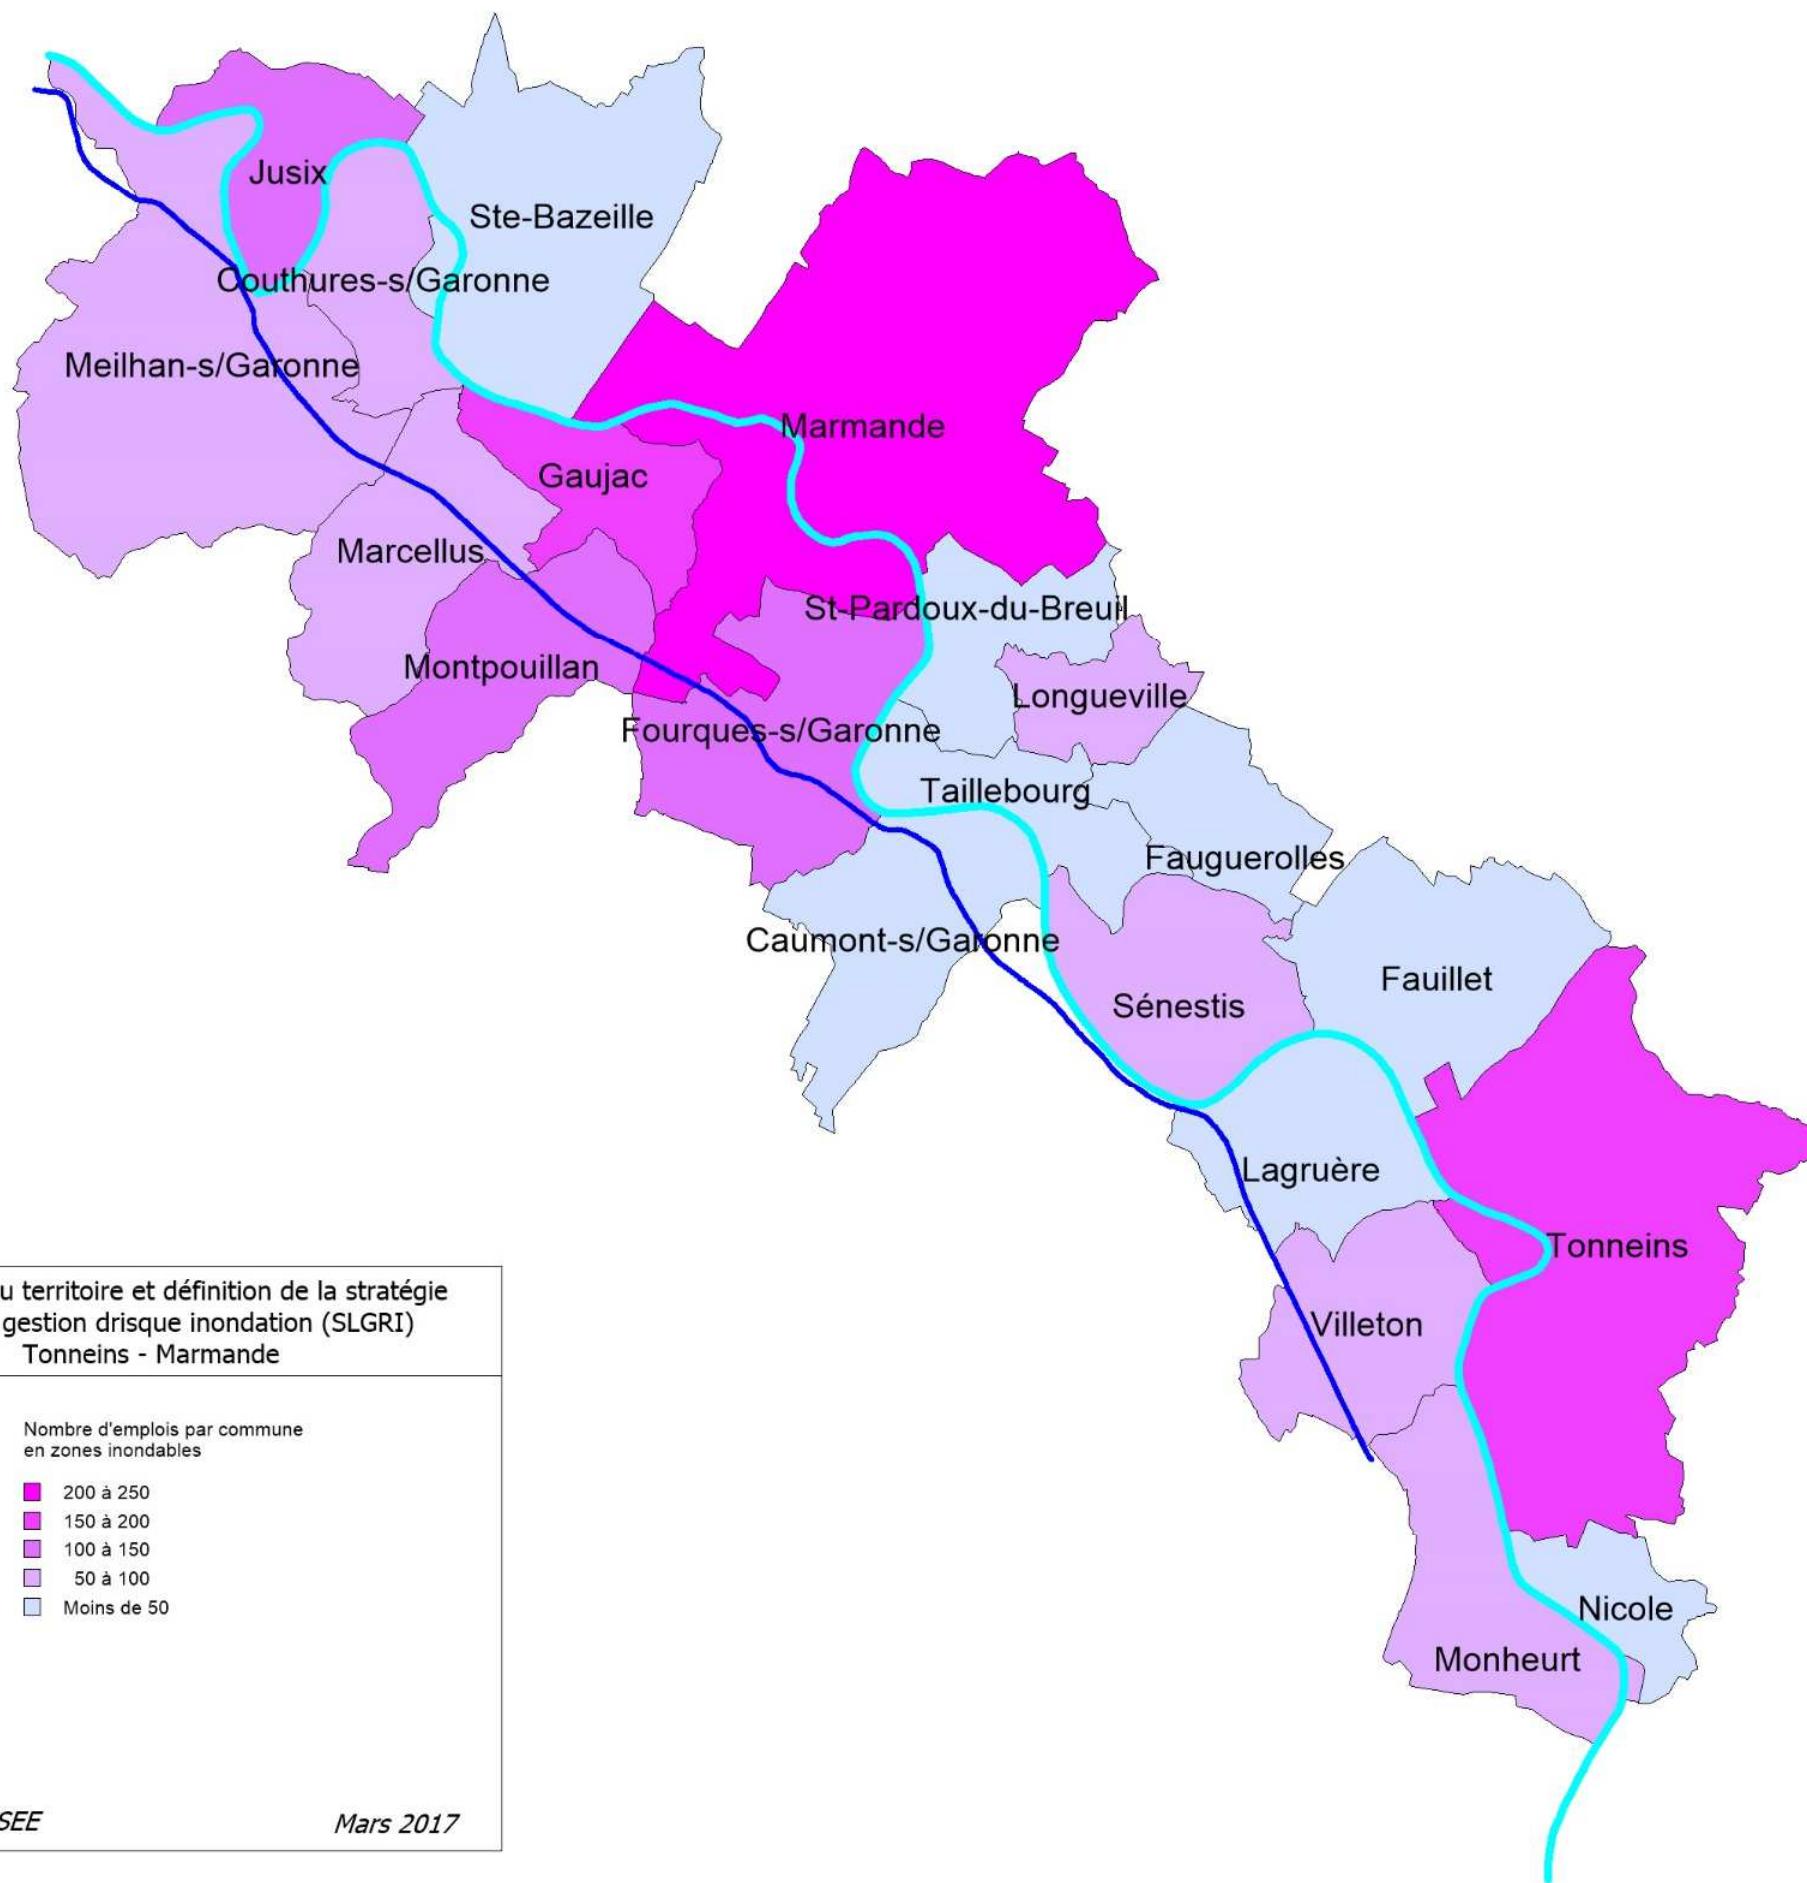 Jusix
Ste-Bazeille
Couthures-s/Garonne
Meilhan-s/Garonne
Marmande
Gaujac
Marcellus
St-Pardoux-du-Breuil
Montpouillan
Longueville
Fourques-s/Garonne
Taillebourg
Fauguerolles
Caumont-s/Garonne
Fauillet
Sénestis
Lagruère
Tonneins
Villeton
Nicole
Monheurt
u territoire et définition de la stratégie
gestion drisque inondation (SLGRI)
Tonneins - Marmande
Nombre d'emplois par commune
en zones inondables
200 à 250
150 à 200
100 à 150
50 à 100
Moins de 50
SEE Mars 2017